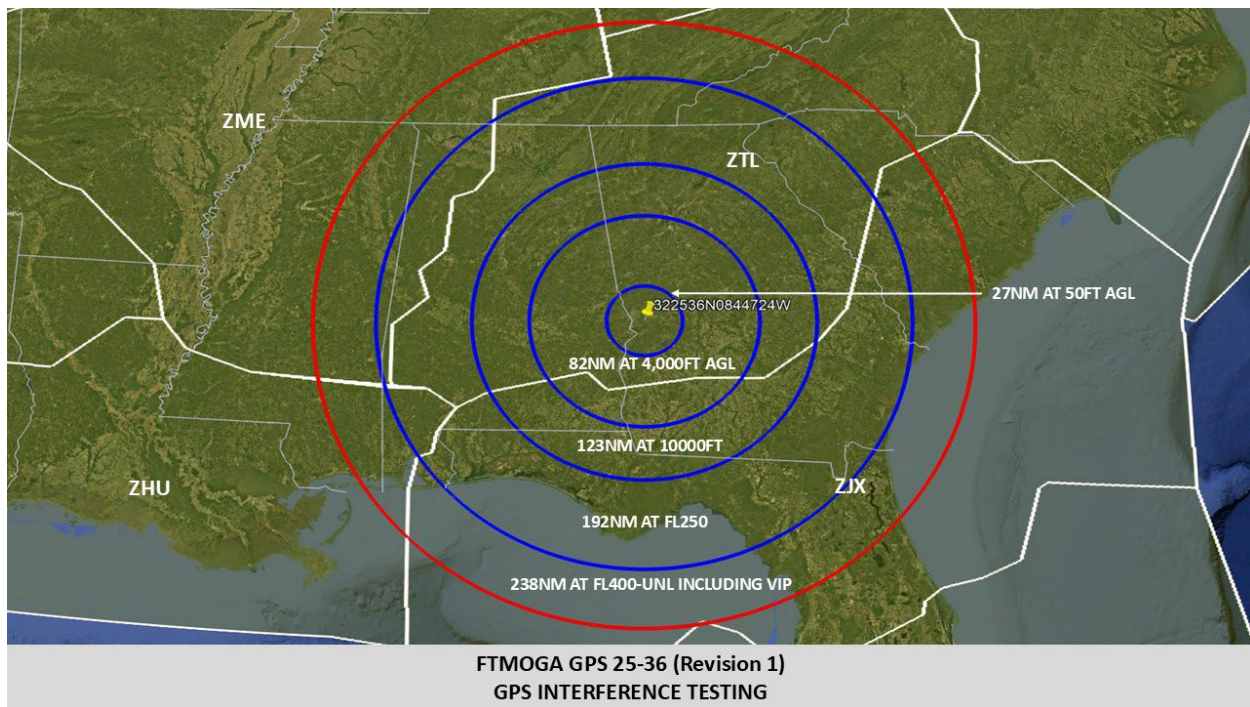 ZME
ZTL
322536N0844724W
27NM AT 50FT AGL
82NM AT 4,000FT AGL
123NM AT 10000FT
ZHU
ZJX
192NM AT FL250
238NM AT FL400-UNL INCLUDING VIP
FTMOGA GPS 25-36 (Revision 1)
GPS INTERFERENCE TESTING